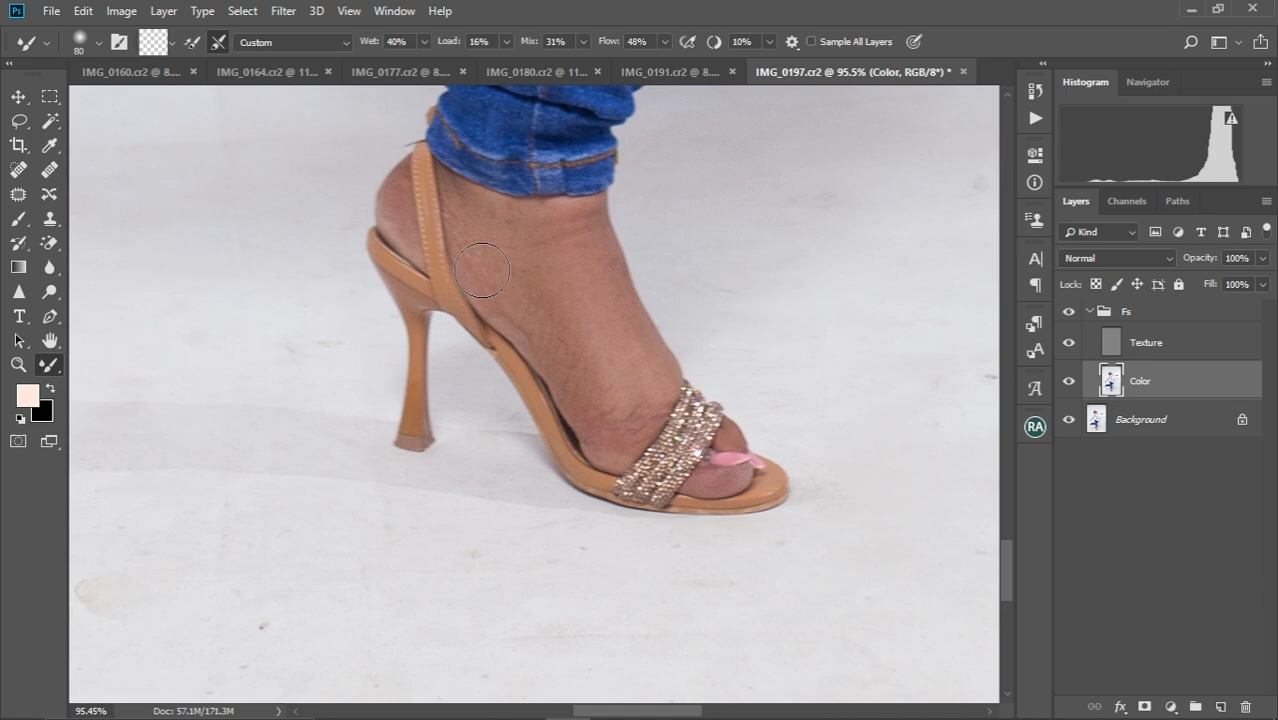 Ps File Edit Image Layer Type Select Filter 3D View Window Help
80 Custom Wet: 40% Load: 16% Mix: 31% Flow: 48% 10% Sample All Layers
IMG_0160.cr2 @ 8.... × IMG_0164.cr2 @ 11... × IMG_0177.cr2 @ 8.... × IMG_0180.cr2 @ 11... × IMG_0191.cr2 @ 8.... × IMG_0197.cr2 @ 95.5% (Color, RGB/8*) * ×
Histogram Navigator
Layers Channels Paths
Kind
Normal Opacity: 100%
Lock: Fill: 100%
Fs
Texture
Color
Background
RA
95.45% Doc: 57.1M/171.3M